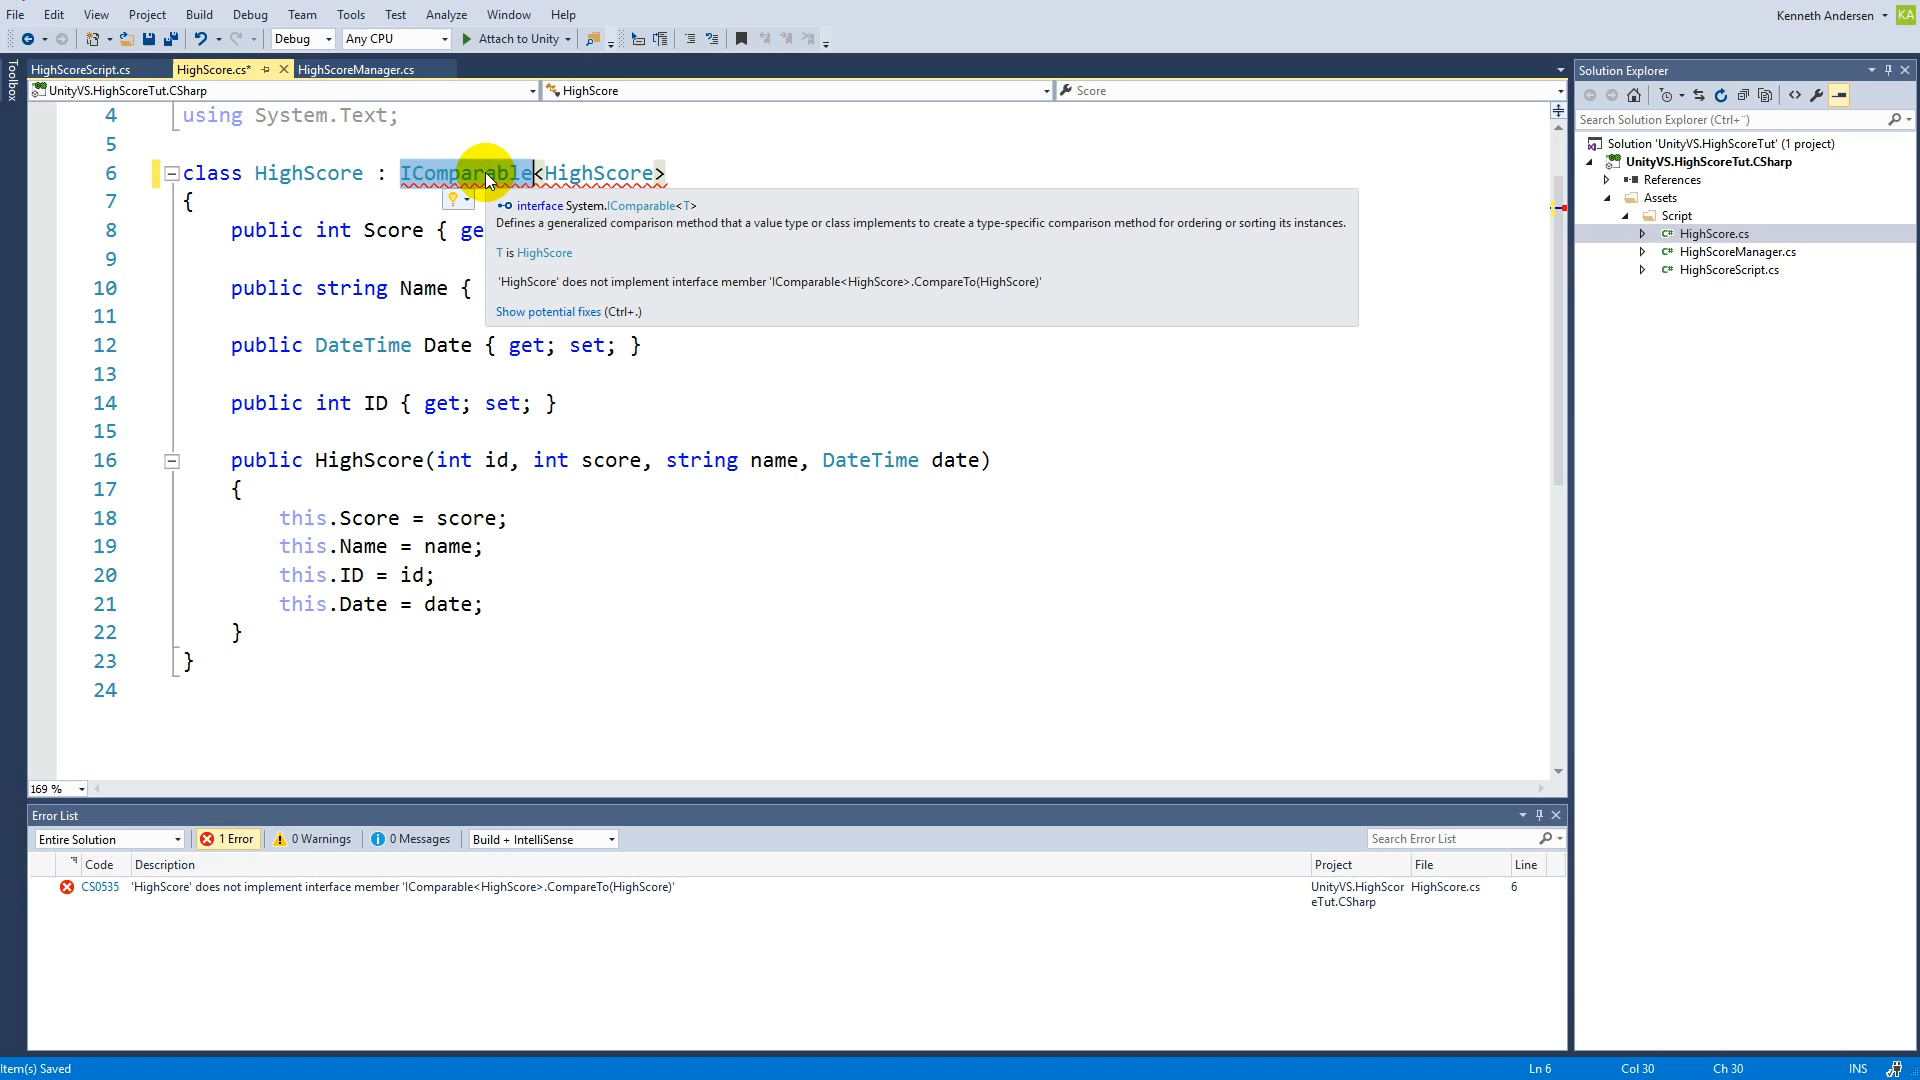 File Edit View Project Build Debug Team Tools Test Analyze Window Help
Kenneth Andersen KA
Debug Any CPU Attach to Unity
Toolbox
HighScoreScript.cs HighScore.cs* HighScoreManager.cs
UnityVS.HighScoreTut.CSharp HighScore Score
4 using System.Text;
5
6 class HighScore : IComparable<HighScore>
7 {
8 public int Score { ge
9
10 public string Name {
11
12 public DateTime Date { get; set; }
13
14 public int ID { get; set; }
15
16 public HighScore(int id, int score, string name, DateTime date)
17 {
18 this.Score = score;
19 this.Name = name;
20 this.ID = id;
21 this.Date = date;
22 }
23 }
24
interface System.IComparable<T>
Defines a generalized comparison method that a value type or class implements to create a type-specific comparison method for ordering or sorting its instances.
T is HighScore
'HighScore' does not implement interface member 'IComparable<HighScore>.CompareTo(HighScore)'
Show potential fixes (Ctrl+.)
169 %
Solution Explorer
Search Solution Explorer (Ctrl+¨)
Solution 'UnityVS.HighScoreTut' (1 project)
UnityVS.HighScoreTut.CSharp
References
Assets
Script
C# HighScore.cs
C# HighScoreManager.cs
C# HighScoreScript.cs
Error List
Entire Solution 1 Error 0 Warnings 0 Messages Build + IntelliSense Search Error List
Code Description Project File Line
CS0535 'HighScore' does not implement interface member 'IComparable<HighScore>.CompareTo(HighScore)' UnityVS.HighScor HighScore.cs 6
eTut.CSharp
Item(s) Saved Ln 6 Col 30 Ch 30 INS